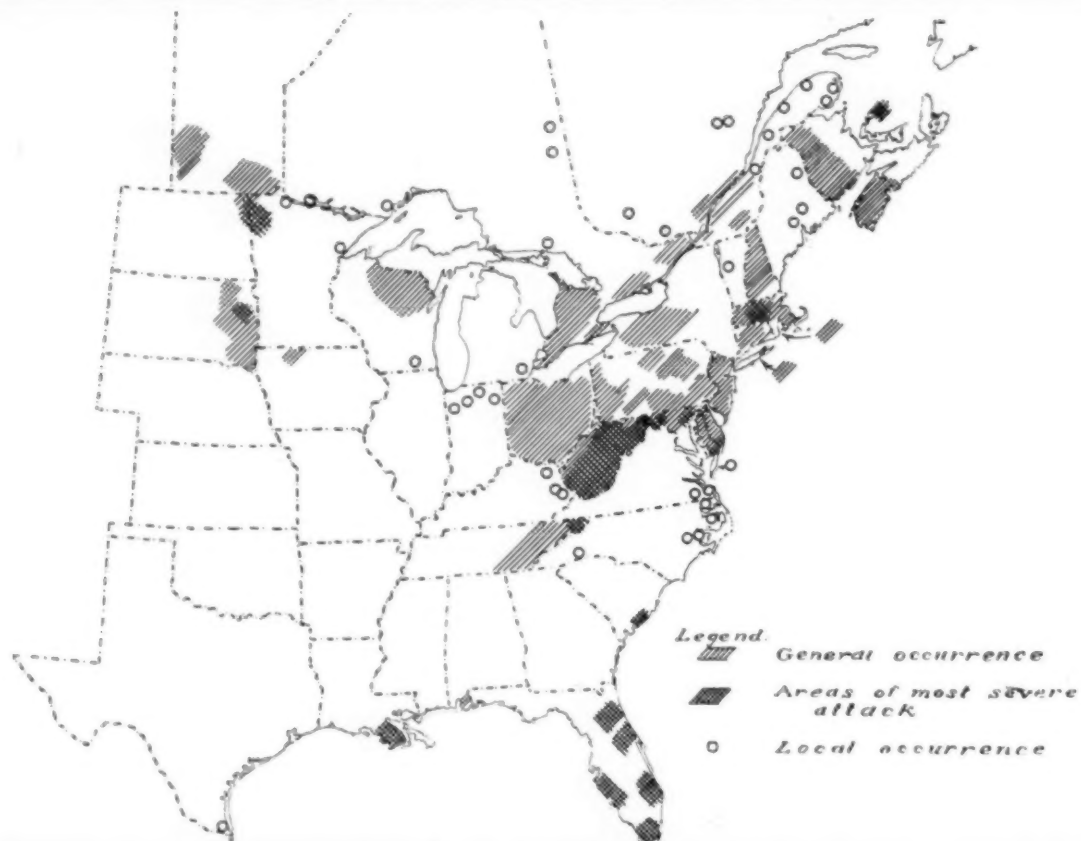 Legend.
General occurrence
Areas of most severe
attack
Local occurrence